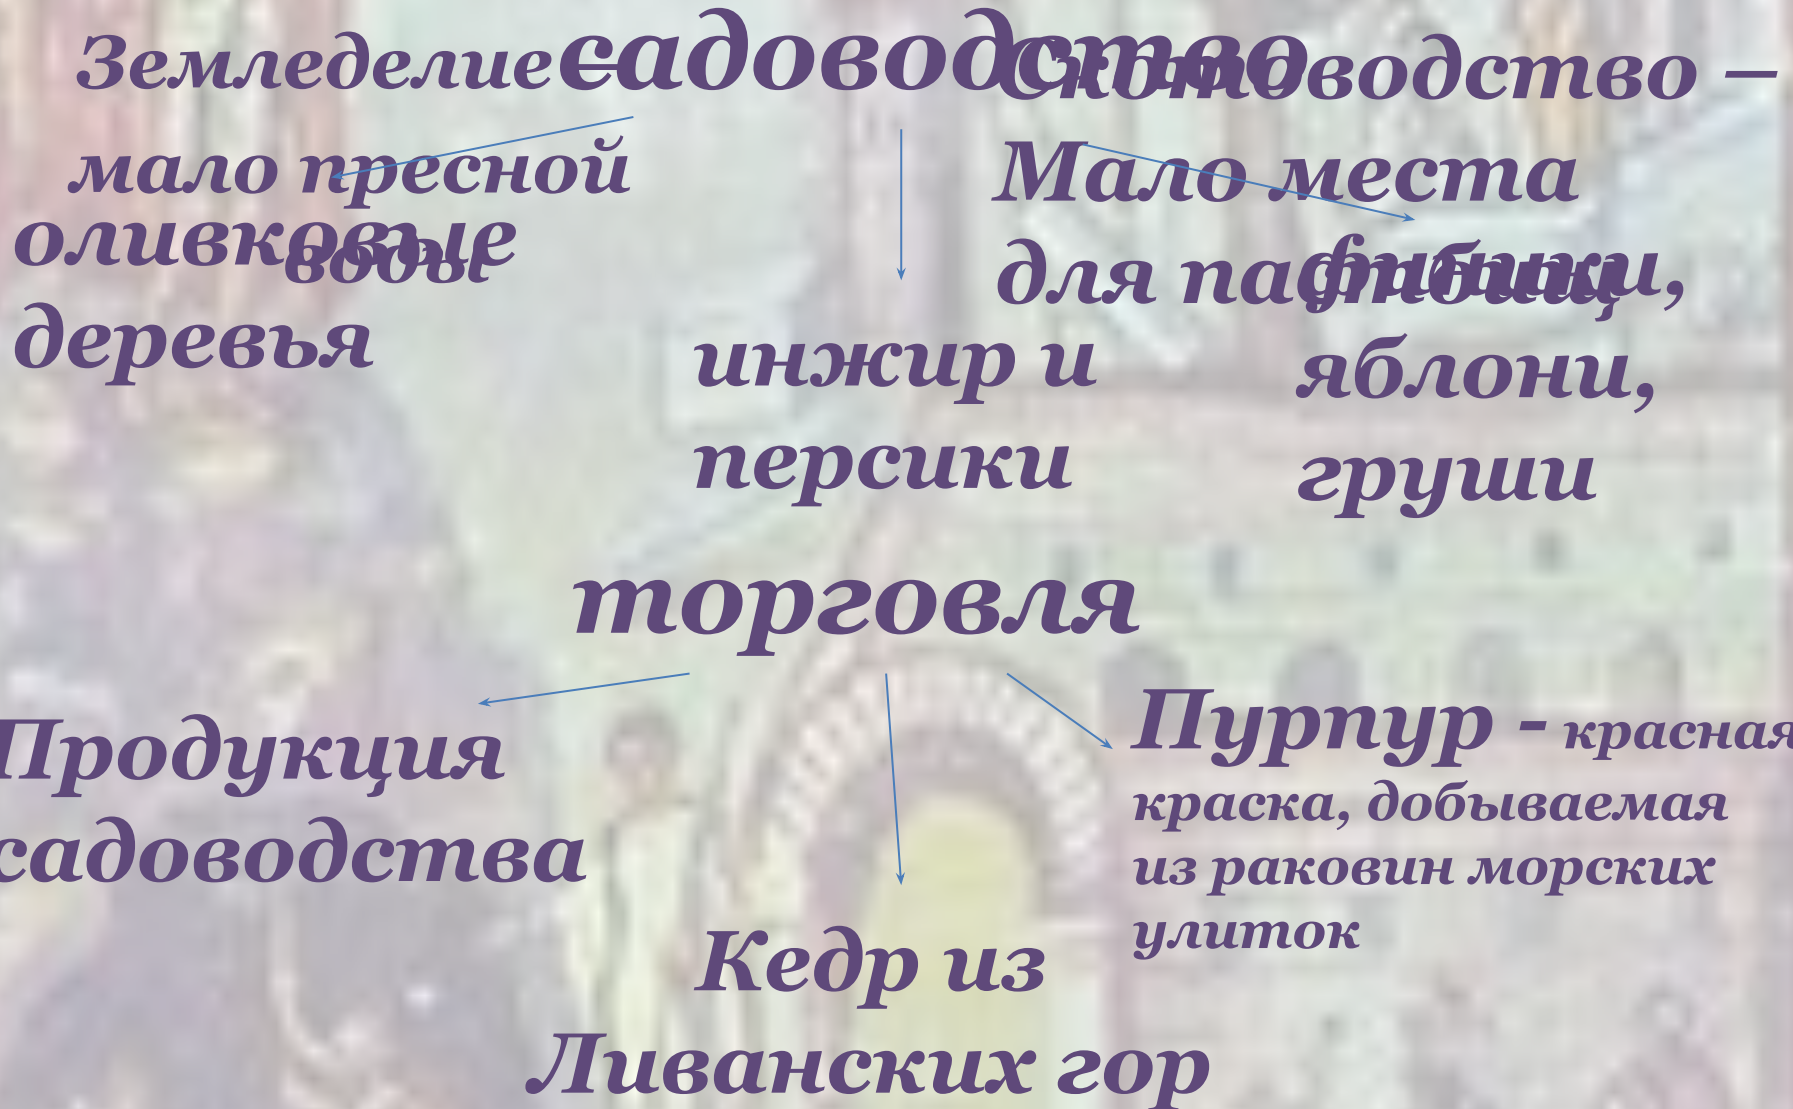 Земледелие –
мало пресной
воды
садоводство
Скотоводство –
Мало места
для пастбищ
оливковые
деревья
инжир и
персики
финики,
яблони,
груши
торговля
Продукция
садоводства
Кедр из
Ливанских гор
Пурпур - красная
краска, добываемая
из раковин морских
улиток